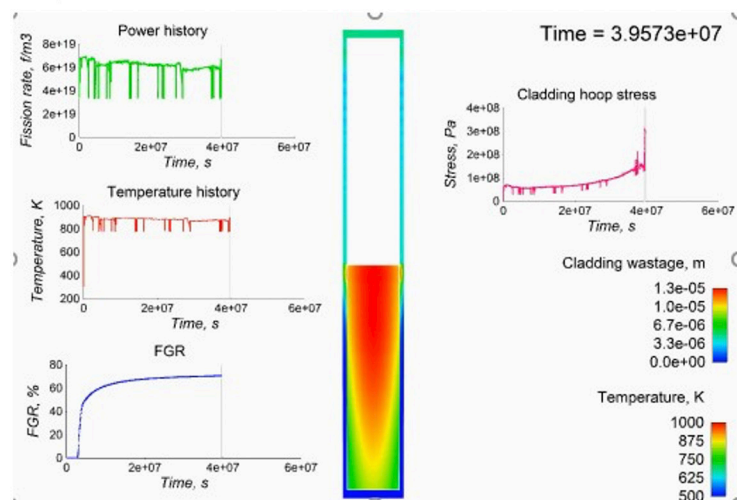 Time = 3.9573e+07
Power history
Fission rate, f/m3
8e+19
6e+19
4e+19
2e+19
0
2e+07 4e+07 6e+07
Time, s
Temperature history
Temperature, K
1000
800
600
400
200
0 2e+07 4e+07 6e+07
Time, s
FGR
FGR, %
80
60
40
20
0
0 2e+07 4e+07 6e+07
Time, s
Cladding hoop stress
Stress, Pa
4e+08
3e+08
2e+08
1e+08
0
0 2e+07 4e+07 6e+07
Time, s
Cladding wastage, m
1.3e-05
1.0e-05
6.7e-06
3.3e-06
0.0e+00
Temperature, K
1000
875
750
625
500